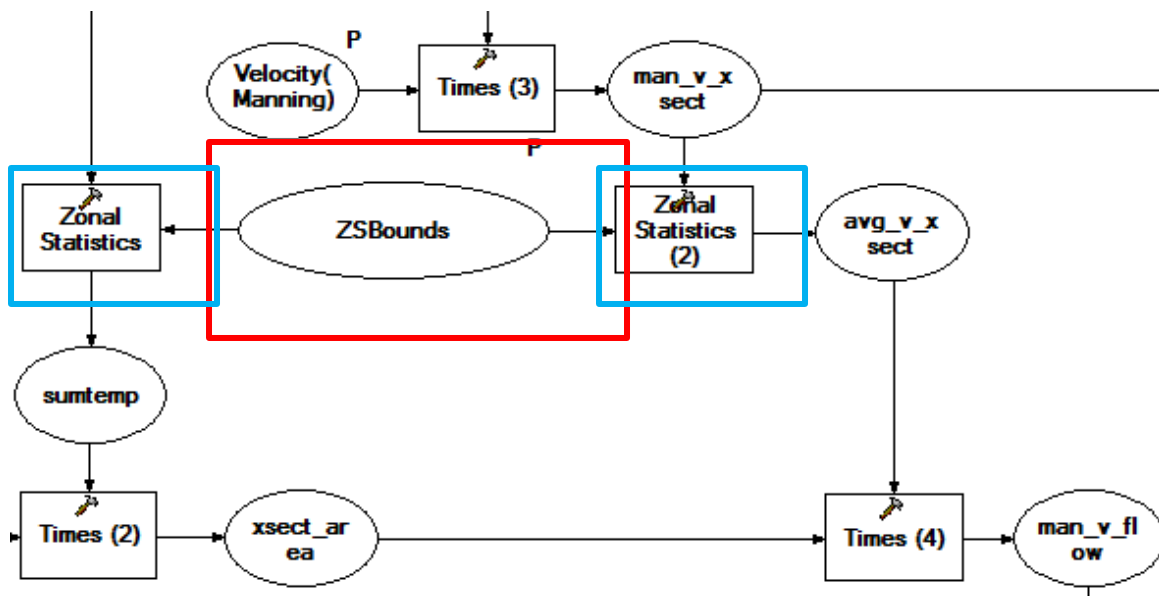 P
Velocity(
Manning)
Times (3)
man_v_x
sect
P
Zonal
Statistics
ZSBounds
Zonal
Statistics
(2)
avg_v_x
sect
sumtemp
Times (2)
xsect_ar
ea
Times (4)
man_v_fl
ow